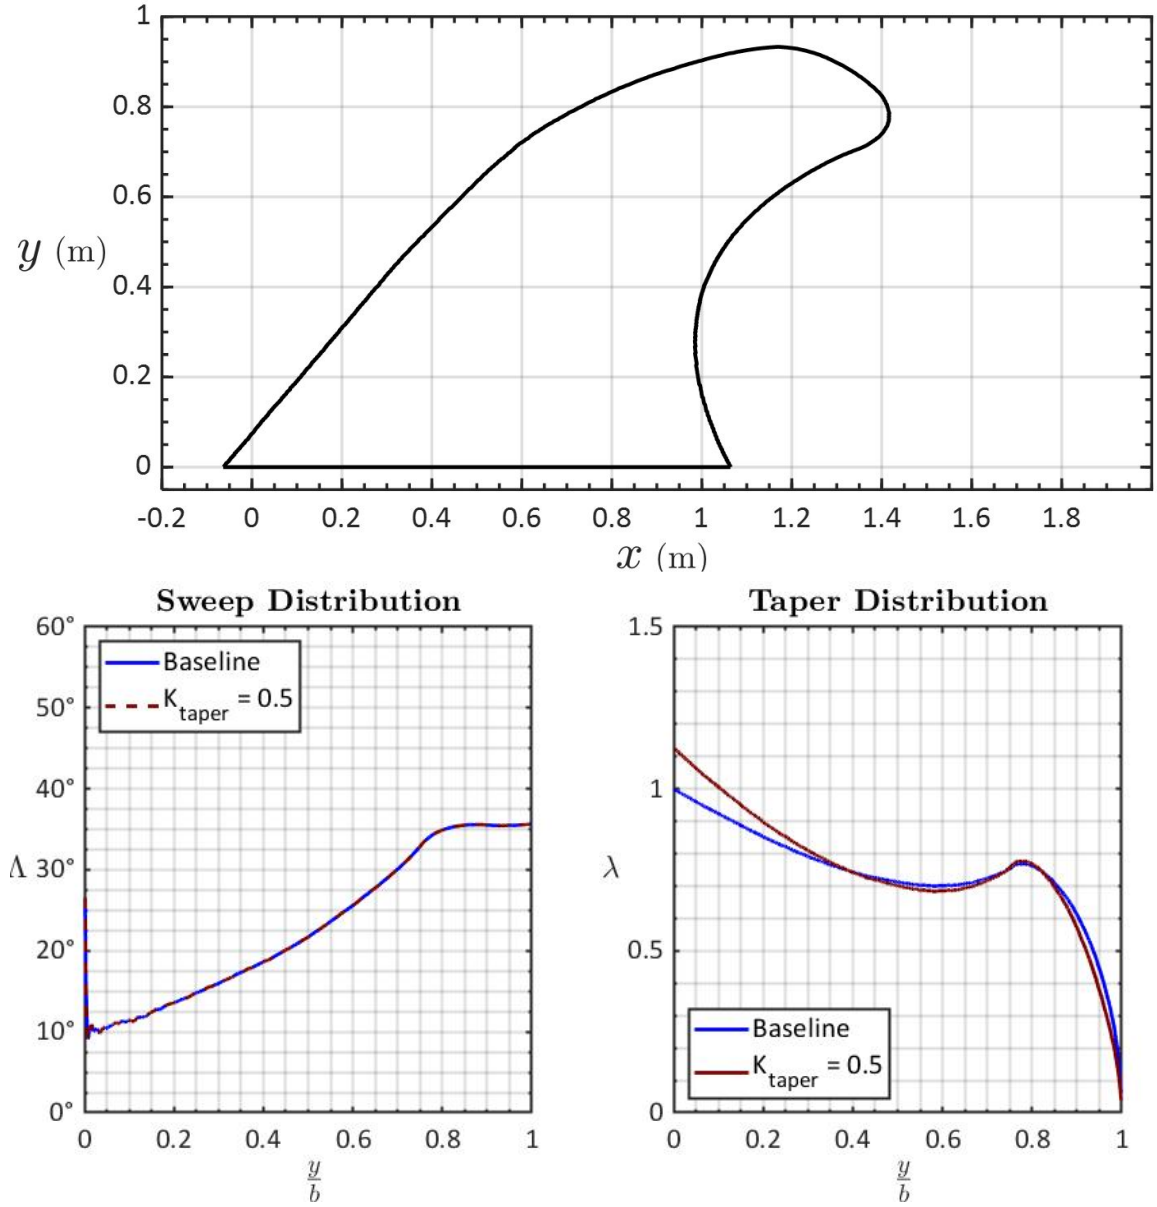 1
0.8
0.6
0.4
0.2
0
y (m)
-0.2 0 0.2 0.4 0.6 0.8 1 1.2 1.4 1.6 1.8
x (m)
Sweep Distribution
60°
50°
40°
30°
20°
10°
0°
Λ
Baseline
K_taper = 0.5
0 0.2 0.4 0.6 0.8 1
y/b
Taper Distribution
1.5
1
0.5
0
λ
Baseline
K_taper = 0.5
0 0.2 0.4 0.6 0.8 1
y/b